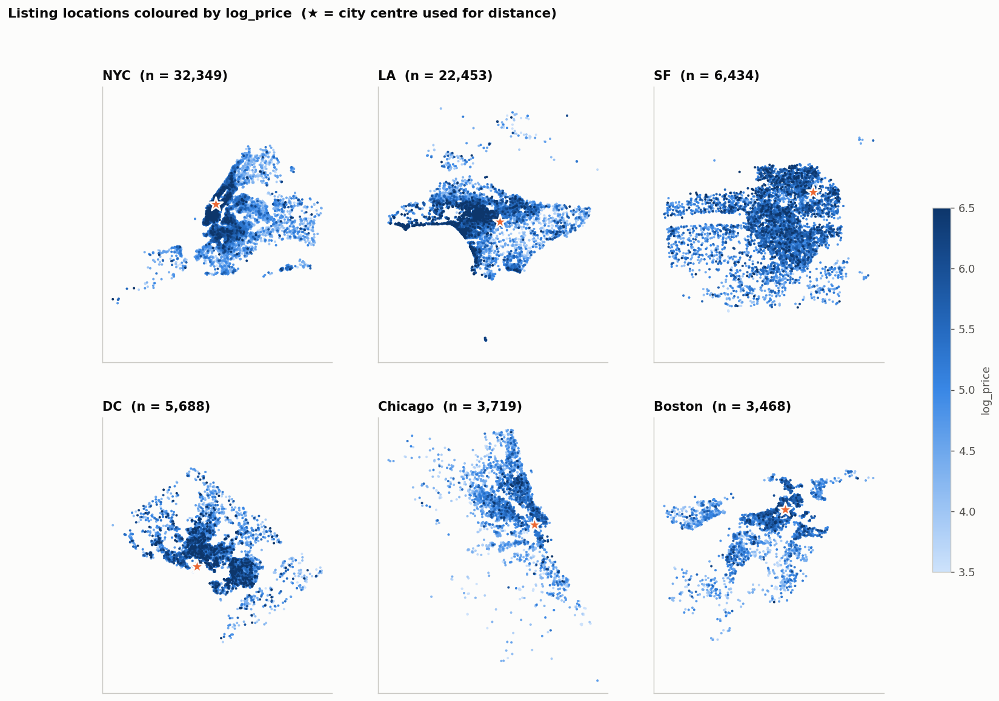 Listing locations coloured by log_price (★ = city centre used for distance)
NYC (n = 32,349)
LA (n = 22,453)
SF (n = 6,434)
6.5
6.0
5.5
5.0
4.5
4.0
3.5
log_price
DC (n = 5,688)
Chicago (n = 3,719)
Boston (n = 3,468)